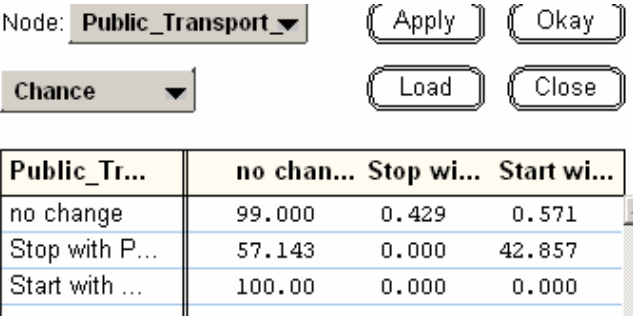 Node: Public_Transport_ Apply Okay
Chance Load Close
Public_Tr... no chan... Stop wi... Start wi...
no change 99.000 0.429 0.571
Stop with P... 57.143 0.000 42.857
Start with ... 100.00 0.000 0.000